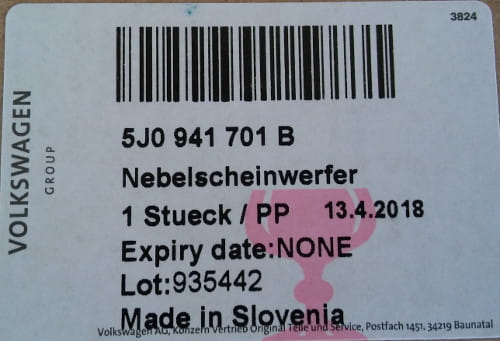 3824
VOLKSWAGEN
GROUP
5J0 941 701 B
Nebelscheinwerfer
1 Stueck / PP 13.4.2018
Expiry date:NONE
Lot:935442
Made in Slovenia
Volkswagen AG, Konzern Vertrieb Original Teile und Service, Postfach 1451, 34219 Baunatal